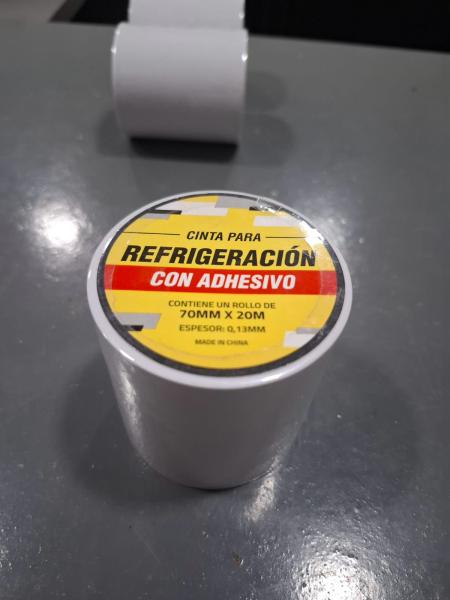 CINTA PARA
REFRIGERACIÓN
CON ADHESIVO
CONTIENE UN ROLLO DE
70MM X 20M
ESPESOR: 0,13MM
MADE IN CHINA